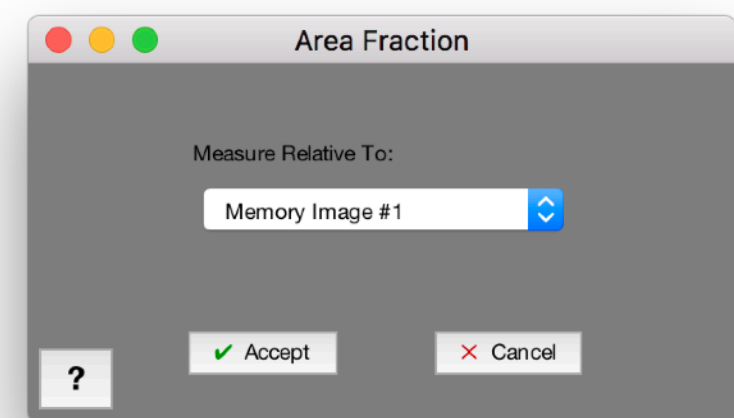 Area Fraction
Measure Relative To:
Memory Image #1
✔ Accept
✕ Cancel
?